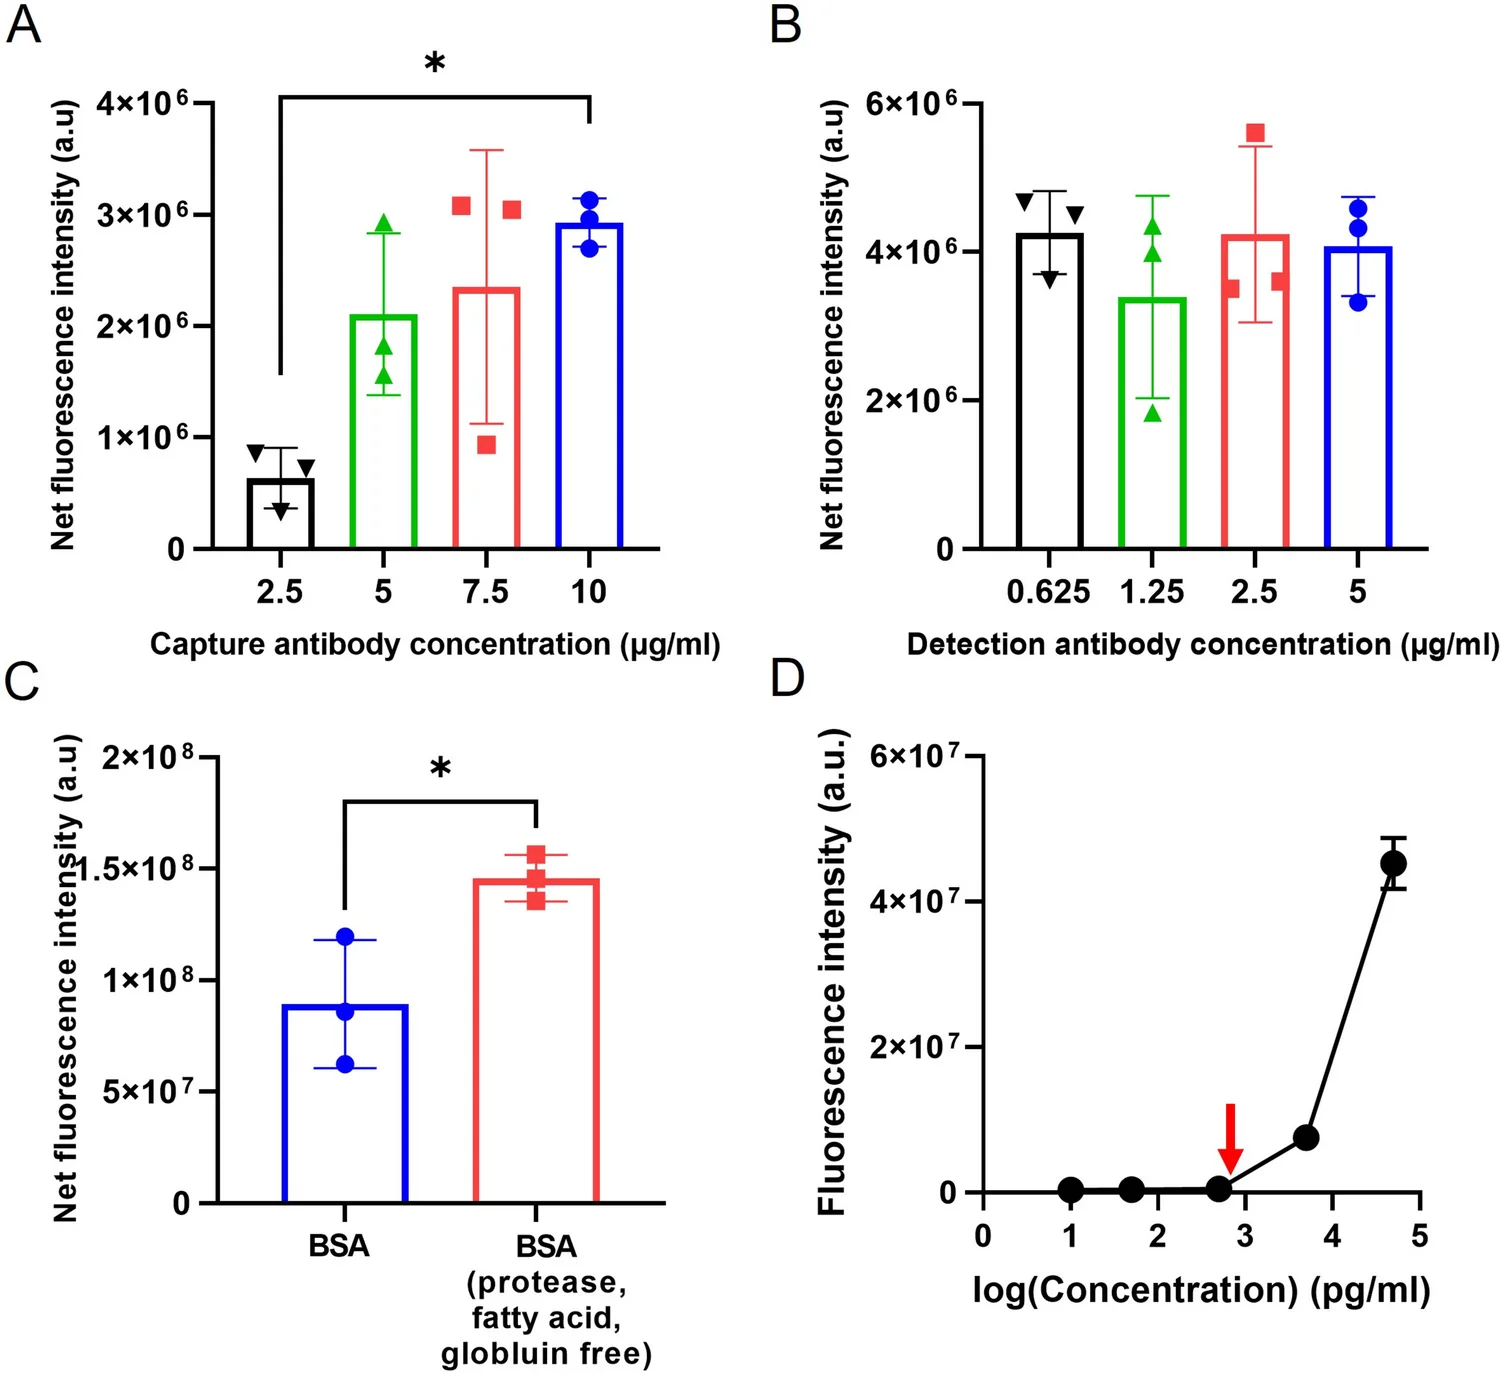 A
*
Net fluorescence intensity (a.u)
4×10⁶
3×10⁶
2×10⁶
1×10⁶
0
2.5 5 7.5 10
Capture antibody concentration (µg/ml)
B
Net fluorescence intensity (a.u)
6×10⁶
4×10⁶
2×10⁶
0
0.625 1.25 2.5 5
Detection antibody concentration (µg/ml)
C
*
Net fluorescence intensity (a.u)
2×10⁸
1.5×10⁸
1×10⁸
5×10⁷
0
BSA
BSA
(protease,
fatty acid,
globluin free)
D
Fluorescence intensity (a.u.)
6×10⁷
4×10⁷
2×10⁷
0
0 1 2 3 4 5
log(Concentration) (pg/ml)